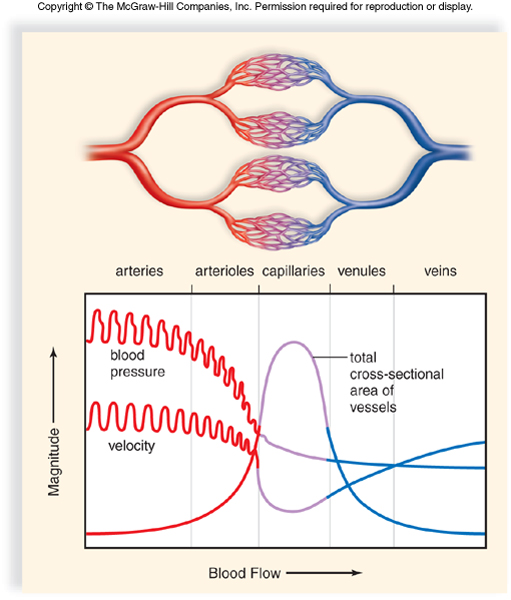 Copyright © The McGraw-Hill Companies, Inc. Permission required for reproduction or display.
arteries arterioles capillaries venules veins
blood
pressure
total
cross-sectional
area of
vessels
velocity
Magnitude
Blood Flow